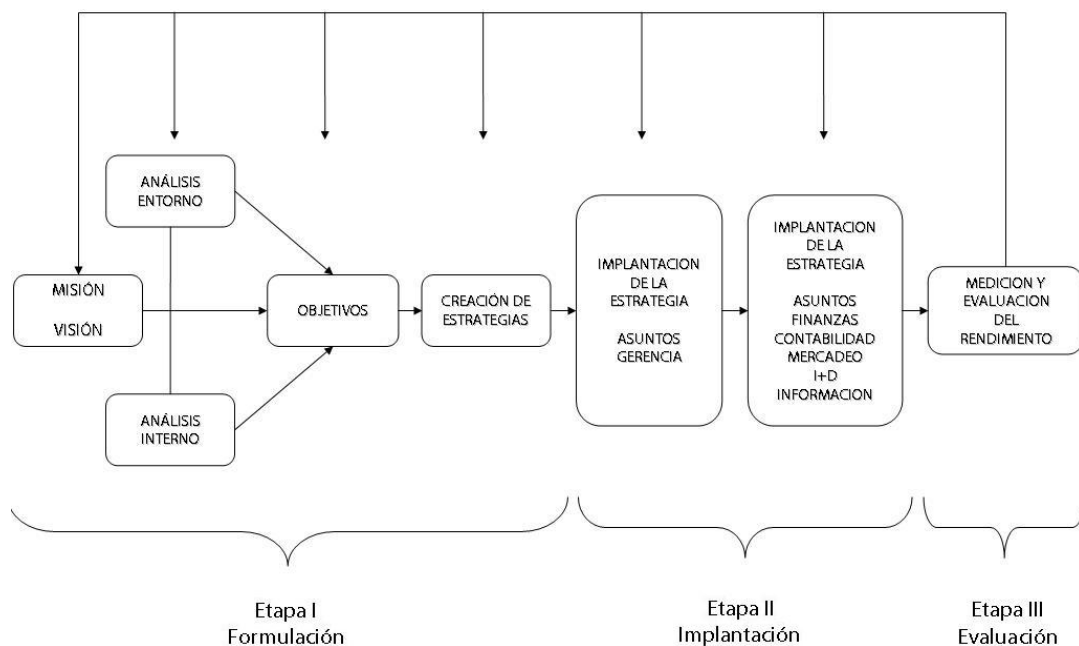 ANÁLISIS
ENTORNO
MISIÓN
VISIÓN
ANÁLISIS
INTERNO
OBJETIVOS
CREACIÓN DE
ESTRATEGIAS
IMPLANTACION
DE LA
ESTRATEGIA
ASUNTOS
GERENCIA
IMPLANTACION
DE LA
ESTRATEGIA
ASUNTOS
FINANZAS
CONTABILIDAD
MERCADEO
I+D
INFORMACION
MEDICION Y
EVALUACION
DEL
RENDIMIENTO
Etapa I
Formulación
Etapa II
Implantación
Etapa III
Evaluación